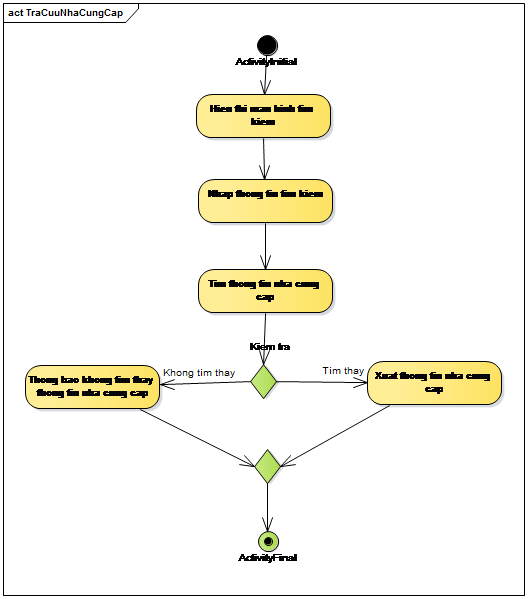 act TraCuuNhaCungCap
ActivityInitial
Hien thi man hinh tim
kiem
Nhap thong tin tim kiem
Tim thong tin nha cung
cap
Kiem tra
Khong tim thay
Tim thay
Thong bao khong tim thay
thong tin nha cung cap
Xuat thong tin nha cung
cap
ActivityFinal